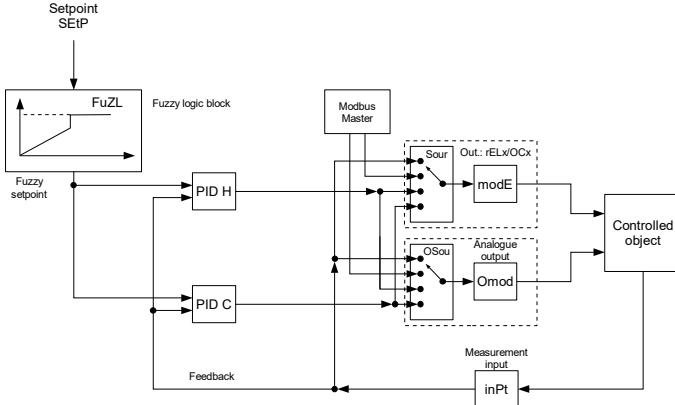 Setpoint
SEtP
FuZL
Fuzzy logic block
Modbus
Master
Sour
Out.: rELx/OCx
Fuzzy
setpoint
PID H
modE
Controlled
object
OSou
Analogue
output
Omod
PID C
Measurement
input
Feedback
inPt